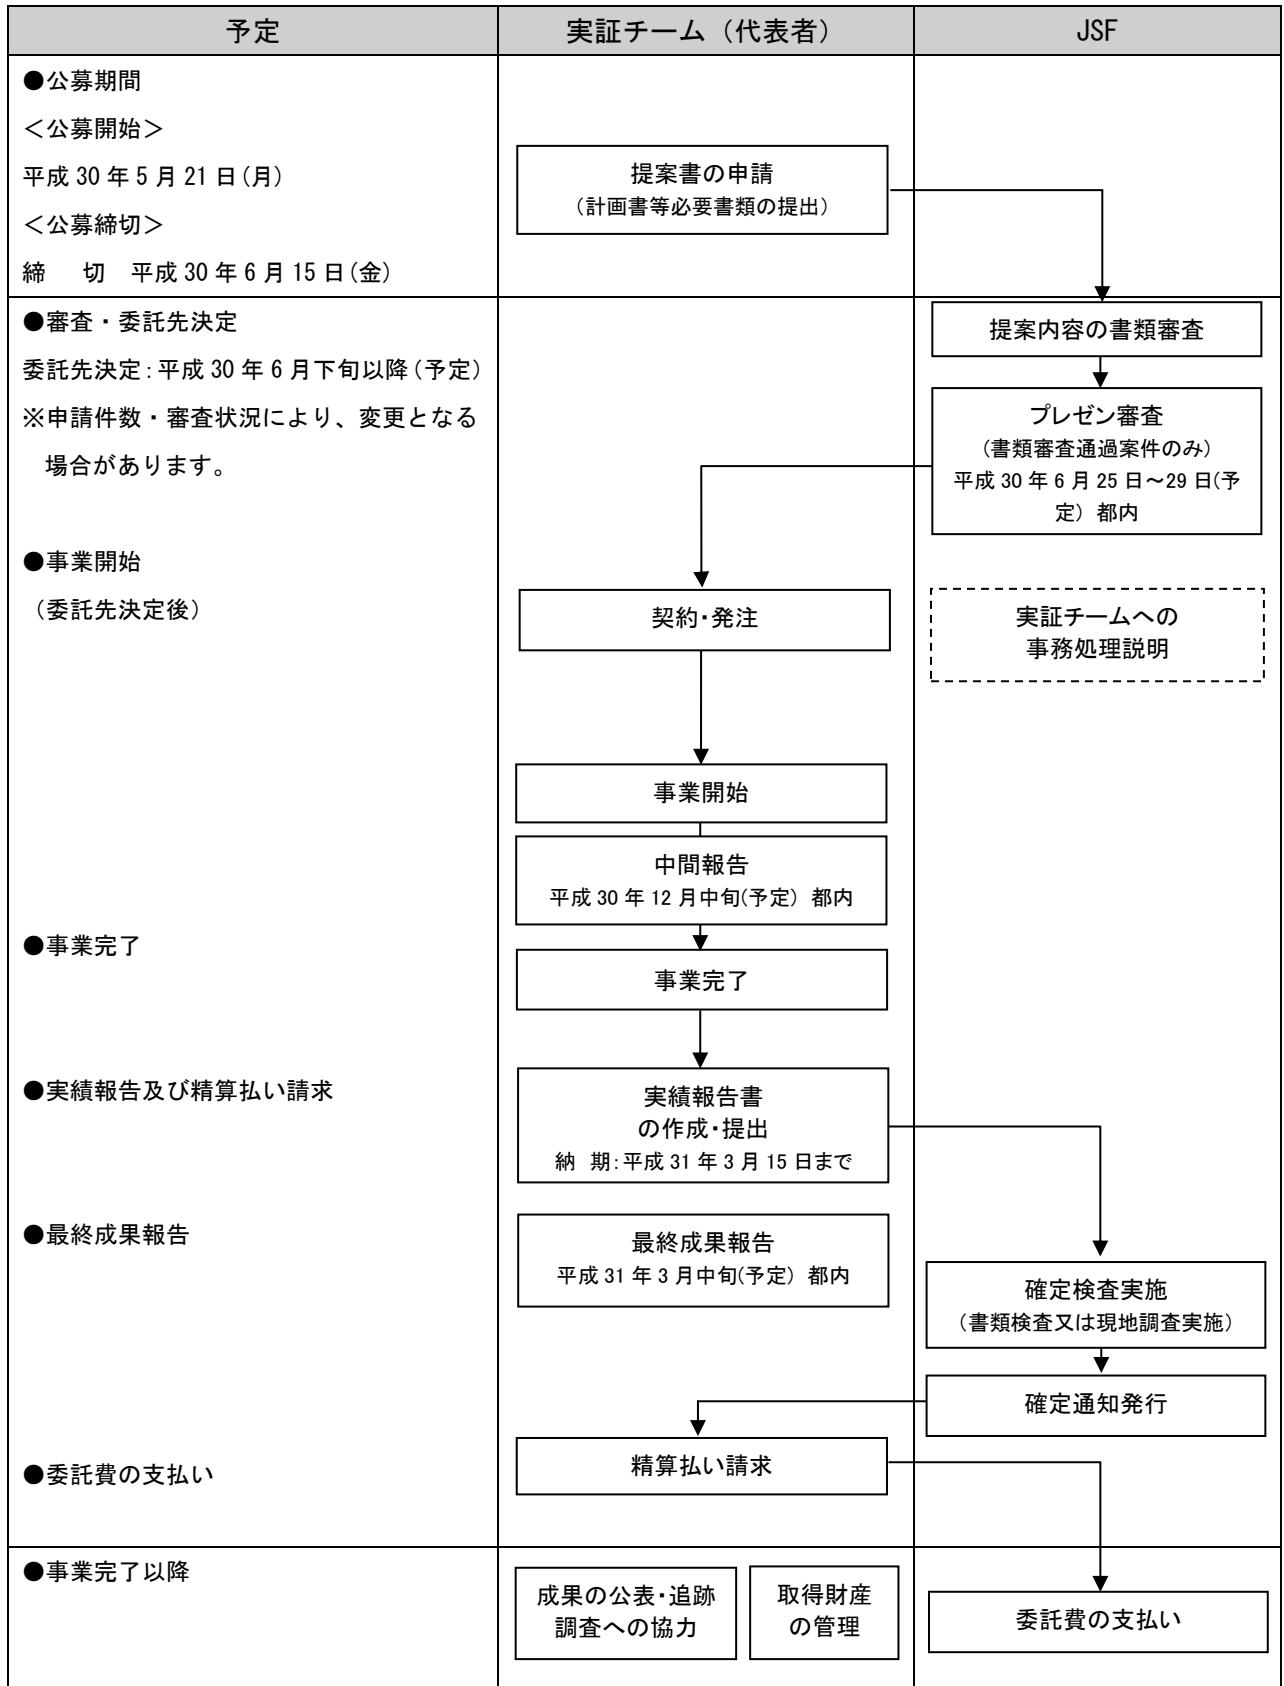 予定
実証チーム（代表者）
JSF
●公募期間
＜公募開始＞
平成 30 年 5 月 21 日(月)
＜公募締切＞
締　切　平成 30 年 6 月 15 日(金)
提案書の申請
（計画書等必要書類の提出）
●審査・委託先決定
委託先決定：平成 30 年 6 月下旬以降(予定)
※申請件数・審査状況により、変更となる
場合があります。
提案内容の書類審査
プレゼン審査
（書類審査通過案件のみ）
平成 30 年 6 月 25 日～29 日(予
定）都内
●事業開始
（委託先決定後）
契約・発注
実証チームへの
事務処理説明
事業開始
中間報告
平成 30 年 12 月中旬(予定）都内
●事業完了
事業完了
●実績報告及び精算払い請求
実績報告書
の作成・提出
納　期：平成 31 年 3 月 15 日まで
●最終成果報告
最終成果報告
平成 31 年 3 月中旬(予定）都内
確定検査実施
（書類検査又は現地調査実施）
確定通知発行
●委託費の支払い
精算払い請求
●事業完了以降
成果の公表・追跡
調査への協力
取得財産
の管理
委託費の支払い